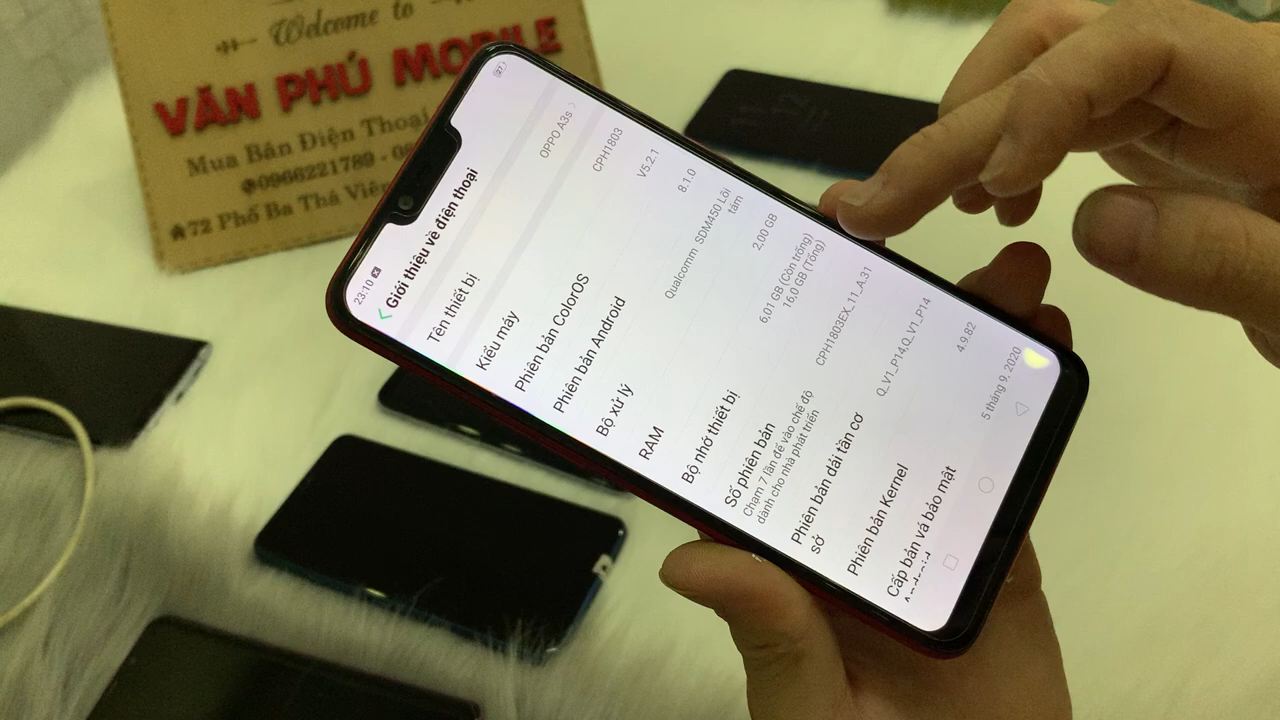 Welcome to
VĂN PHÚ MOBILE
Mua Bán Điện Thoại
0966221789 - 09
72 Phố Ba Thá Viên
27
23:10
Giới thiệu về điện thoại
Tên thiết bị
OPPO A3s
Kiểu máy
CPH1803
Phiên bản ColorOS
V5.2.1
Phiên bản Android
8.1.0
Bộ xử lý
Qualcomm SDM450 Lõi
tám
RAM
2,00 GB
Bộ nhớ thiết bị
6,01 GB (Còn trống)
16,0 GB (Tổng)
Số phiên bản
Chạm 7 lần để vào chế độ
dành cho nhà phát triển
CPH1803EX_11_A.31
Phiên bản dải tần cơ
sở
Q_V1_P14,Q_V1_P14
Phiên bản Kernel
4.9.82
Cấp bản vá bảo mật
Android
5 tháng 9, 2020